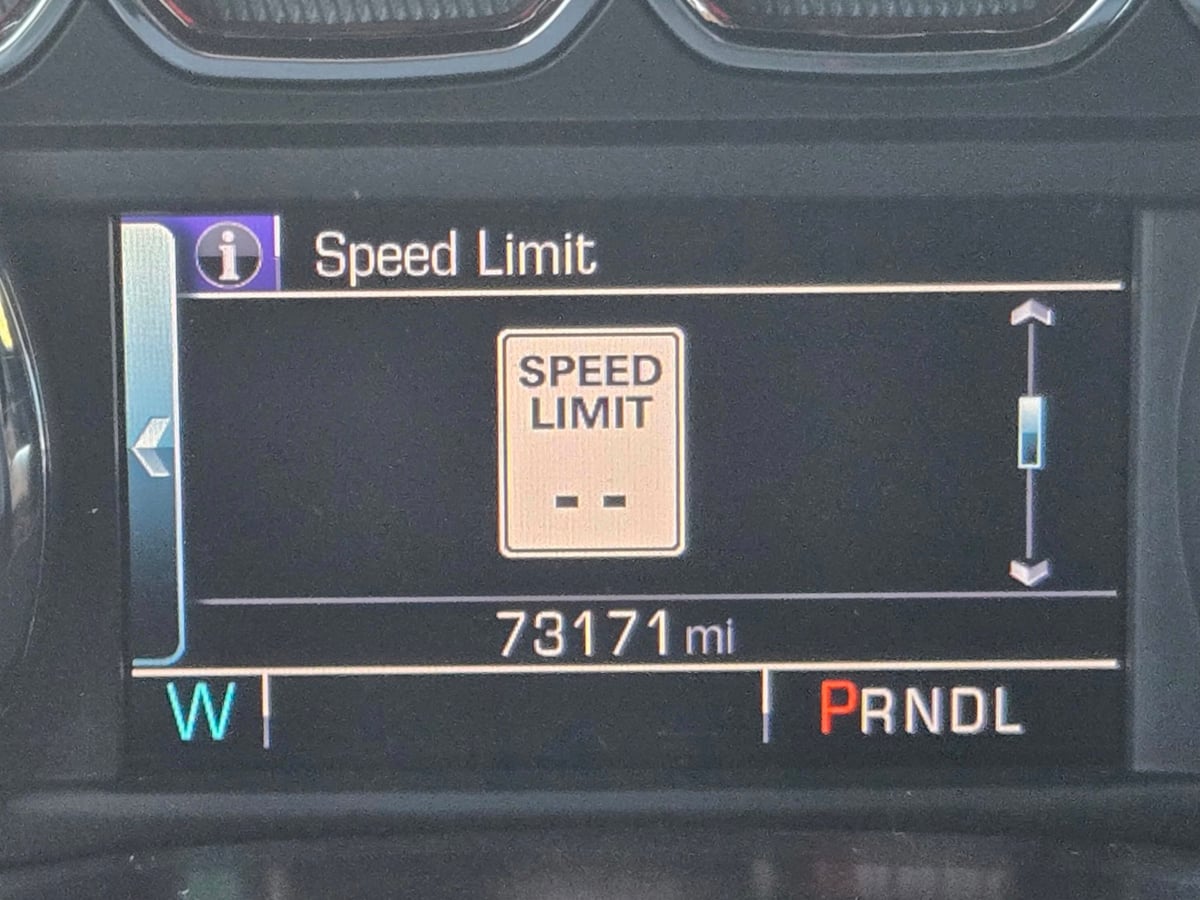 i Speed Limit
SPEED
LIMIT
- -
73171 mi
W PRNDL